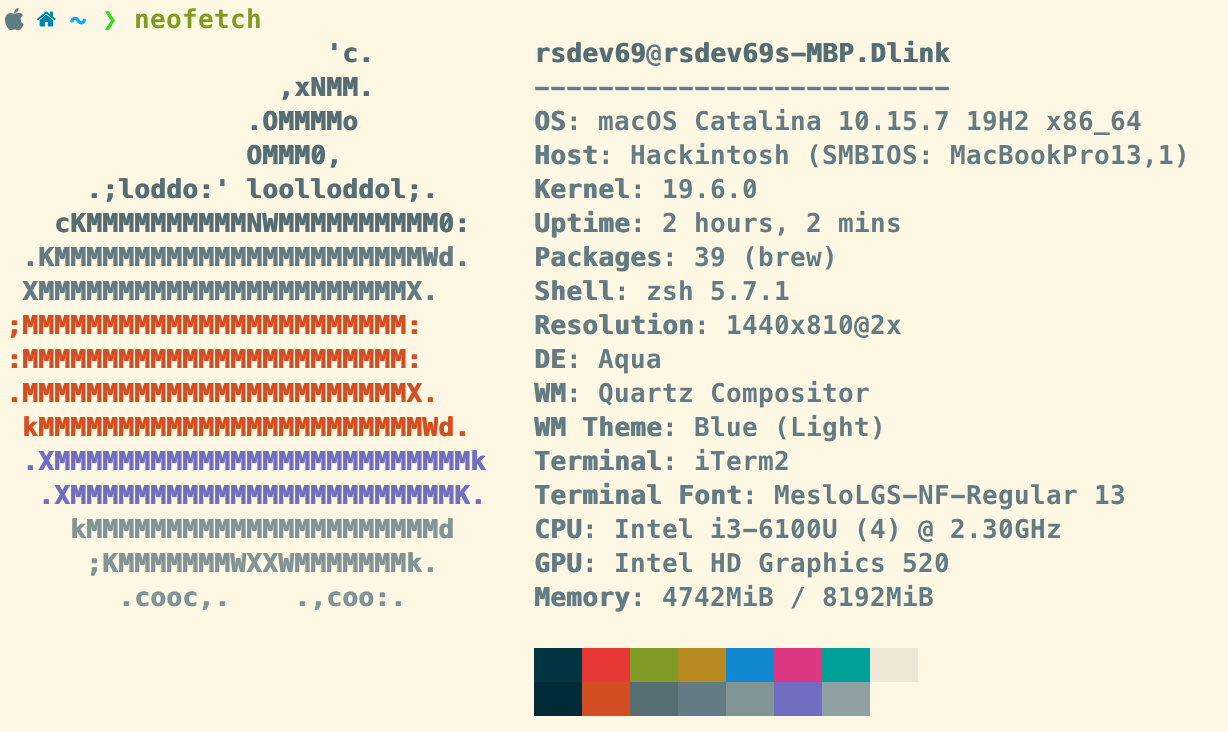 ~ ❯ neofetch
                    'c.          rsdev69@rsdev69s-MBP.Dlink
                 ,xNMM.          --------------------------
               .OMMMMo           OS: macOS Catalina 10.15.7 19H2 x86_64
               OMMM0,            Host: Hackintosh (SMBIOS: MacBookPro13,1)
     .;loddo:' loolloddol;.      Kernel: 19.6.0
   cKMMMMMMMMMMNWMMMMMMMMMM0:    Uptime: 2 hours, 2 mins
 .KMMMMMMMMMMMMMMMMMMMMMMMWd.    Packages: 39 (brew)
 XMMMMMMMMMMMMMMMMMMMMMMMX.      Shell: zsh 5.7.1
;MMMMMMMMMMMMMMMMMMMMMMMM:       Resolution: 1440x810@2x
:MMMMMMMMMMMMMMMMMMMMMMMM:       DE: Aqua
.MMMMMMMMMMMMMMMMMMMMMMMMX.      WM: Quartz Compositor
 kMMMMMMMMMMMMMMMMMMMMMMMMWd.    WM Theme: Blue (Light)
 .XMMMMMMMMMMMMMMMMMMMMMMMMMMk   Terminal: iTerm2
  .XMMMMMMMMMMMMMMMMMMMMMMMMK.   Terminal Font: MesloLGS-NF-Regular 13
    kMMMMMMMMMMMMMMMMMMMMMMd     CPU: Intel i3-6100U (4) @ 2.30GHz
     ;KMMMMMMMWXXWMMMMMMMk.      GPU: Intel HD Graphics 520
       .cooc,.    .,coo:.        Memory: 4742MiB / 8192MiB